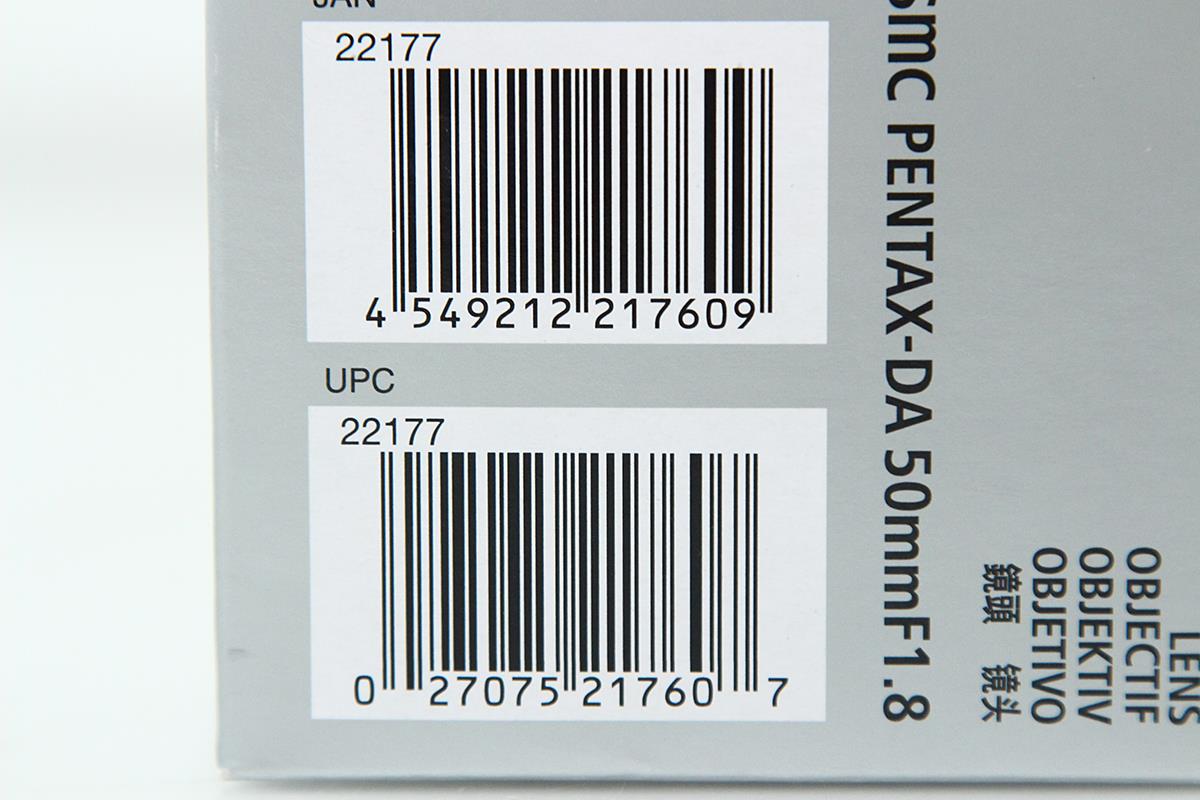 JAN
22177
4 549212 217609
UPC
22177
0 27075 21760 7
smc PENTAX-DA 50mmF1.8
LENS
OBJECTIF
OBJEKTIV
OBJETIVO
鏡頭 镜头